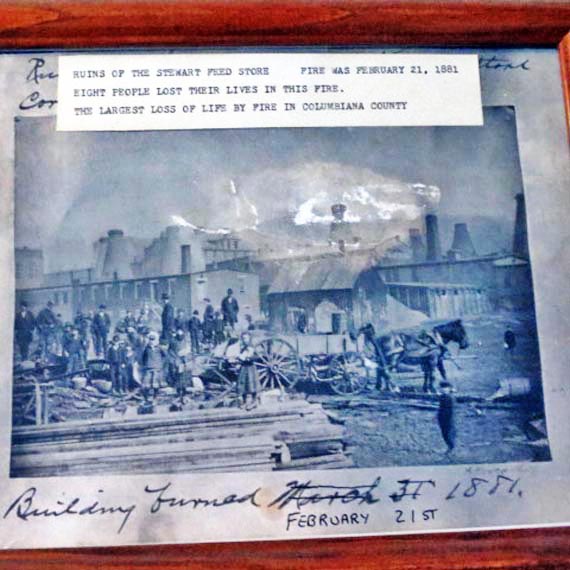 RUINS OF THE STEWART FEED STORE FIRE WAS FEBRUARY 21, 1881
EIGHT PEOPLE LOST THEIR LIVES IN THIS FIRE.
THE LARGEST LOSS OF LIFE BY FIRE IN COLUMBIANA COUNTY
Building burned March 31 1881.
FEBRUARY 21ST